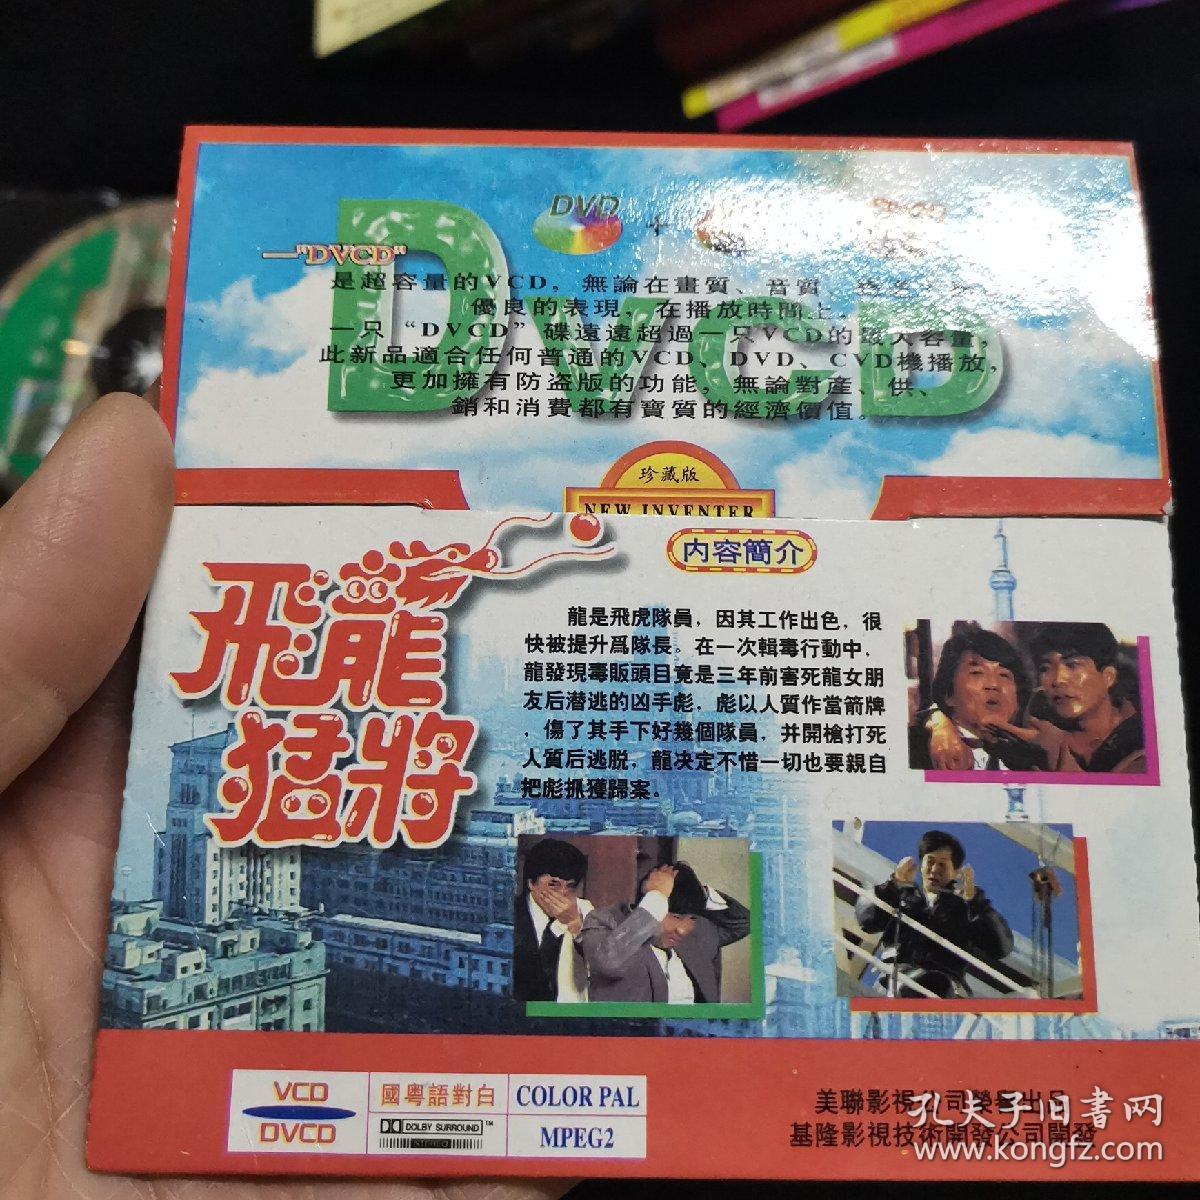 DVD
DVCD
一"DVCD"
是超容量的VCD，無論在畫質、音質、
優良的表現，在播放時間上，
一只“DVCD”碟遠遠超過一只VCD的最大容量，
此新品適合任何普通的VCD、DVD、CVD機播放，
更加擁有防盗版的功能，無論對產、供、
銷和消費都有寶質的經濟價值。
珍藏版
NEW INVENTER
飛龍
猛將
内容簡介
龍是飛虎隊員，因其工作出色，很
快被提升爲隊長。在一次輯毒行動中，
龍發現毒販頭目竟是三年前害死龍女朋
友后潜逃的凶手彪，彪以人質作當箭牌
，傷了其手下好幾個隊員，并開槍打死
人質后逃脱，龍决定不惜一切也要親自
把彪抓獲歸案。
VCD
DVCD
國粤語對白
DOLBY SURROUND™
STEREO
COLOR PAL
MPEG2
美聯影視公司榮譽出品
基隆影視技術開發公司開發
孔夫子旧書网
www.kongfz.com